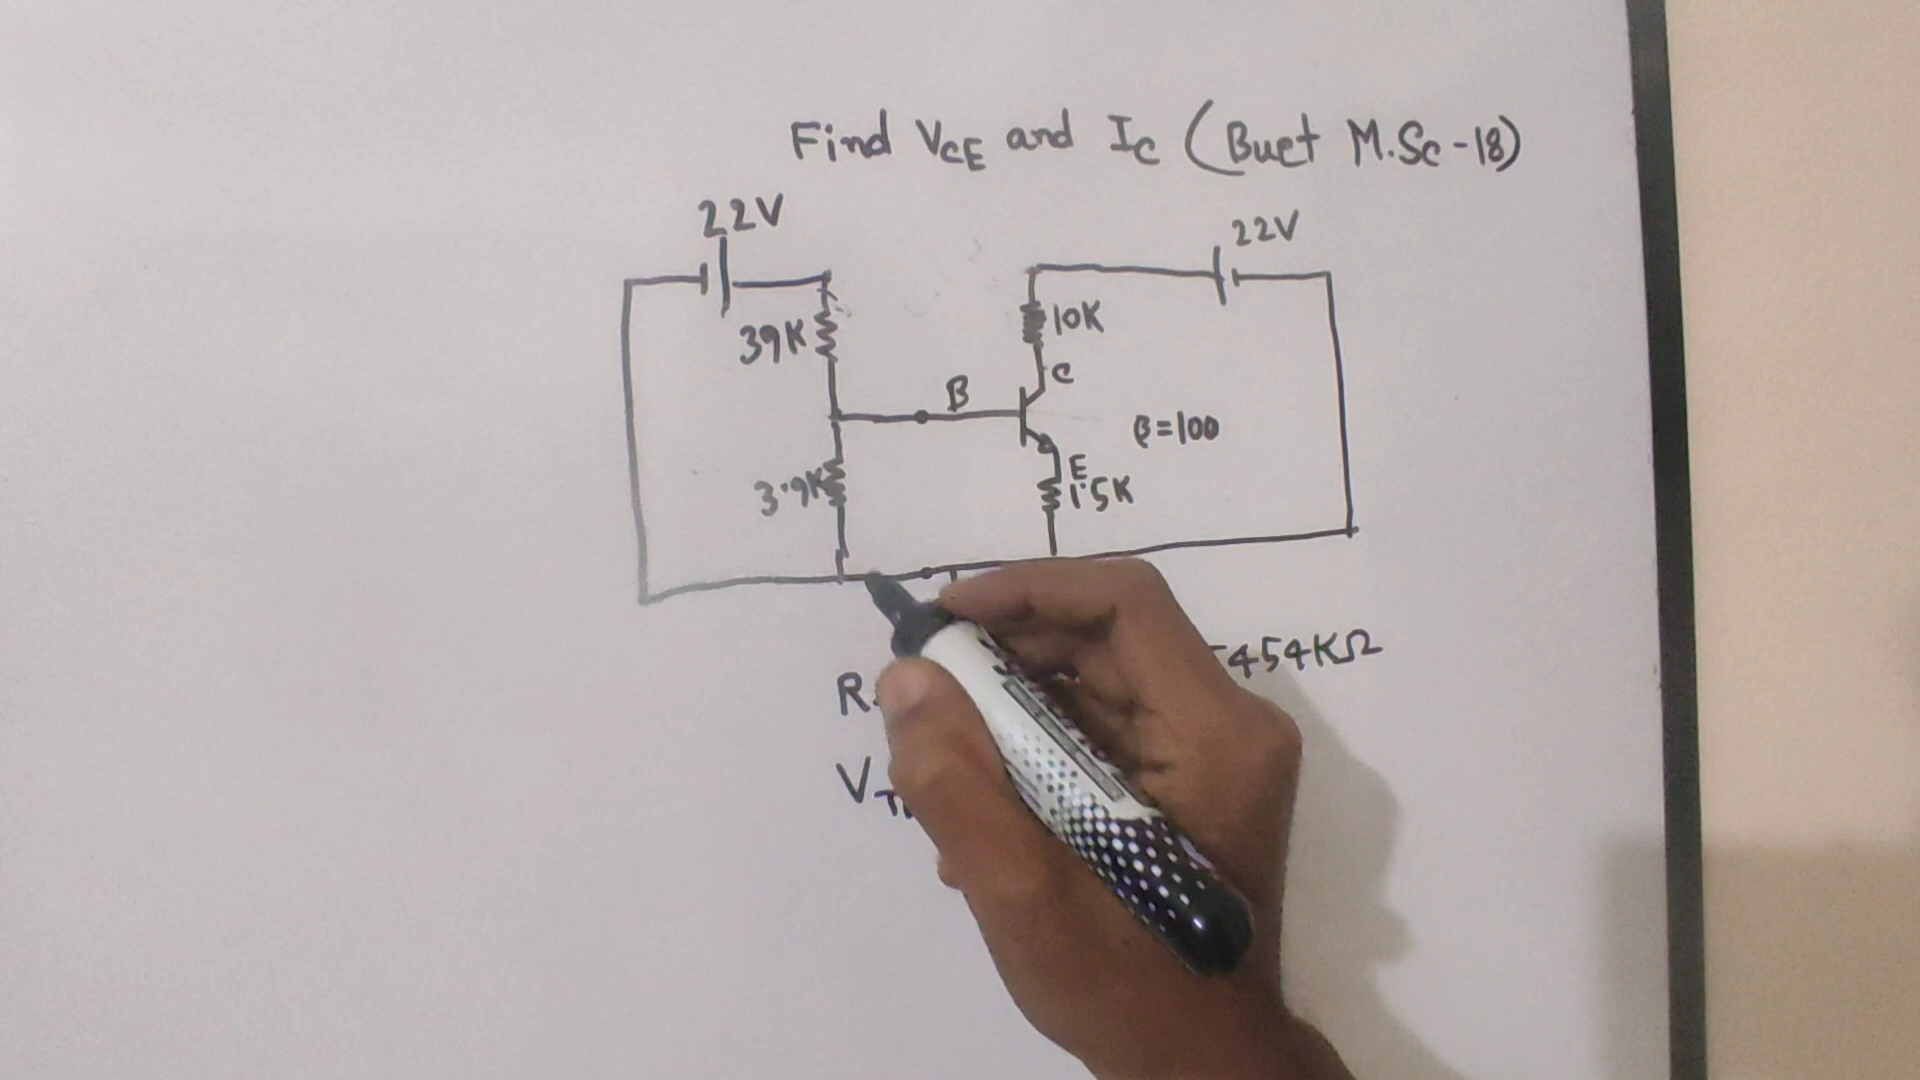 Find VCE and IC (Buet M.Sc-18)
22V
22V
39K
10K
C
B
β=100
E
3.9K
1.5K
454KΩ
R
V